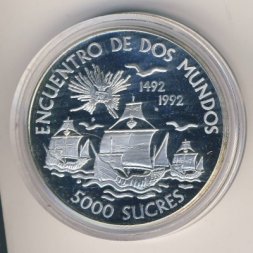 ENCUENTRO DE DOS MUNDOS
1492
1992
5000 SUCRES